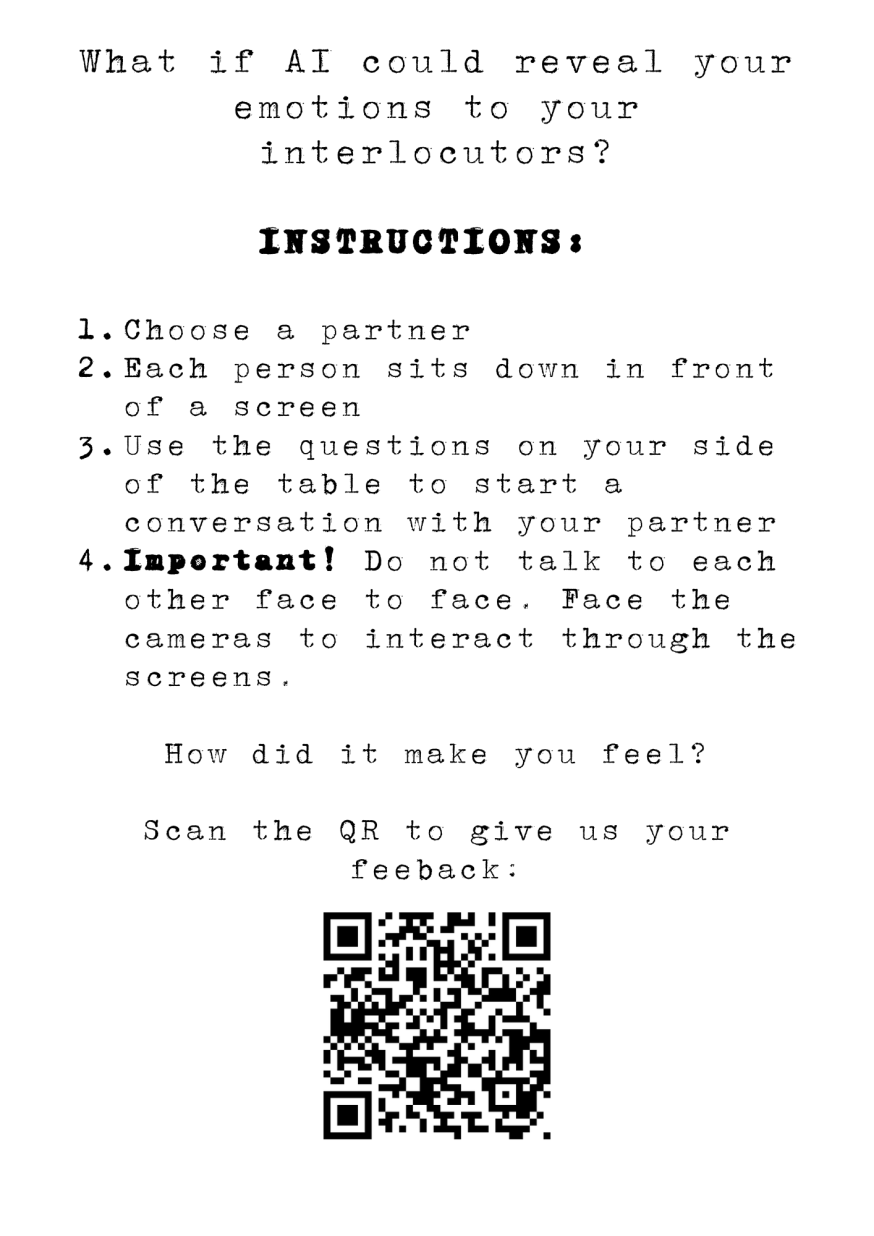 What if AI could reveal your
emotions to your
interlocutors?
INSTRUCTIONS:
1. Choose a partner
2. Each person sits down in front
of a screen
3. Use the questions on your side
of the table to start a
conversation with your partner
4. Important! Do not talk to each
other face to face. Face the
cameras to interact through the
screens.
How did it make you feel?
Scan the QR to give us your
feeback: